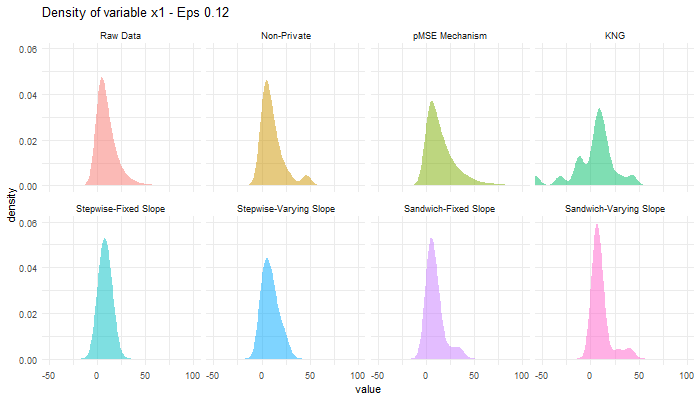 Density of variable x1 - Eps 0.12
Raw Data Non-Private pMSE Mechanism KNG
0.06
0.04
0.02
0.00
density
Stepwise-Fixed Slope Stepwise-Varying Slope Sandwich-Fixed Slope Sandwich-Varying Slope
0.06
0.04
0.02
0.00
-50 0 50 100 -50 0 50 100 -50 0 50 100 -50 0 50 100
value